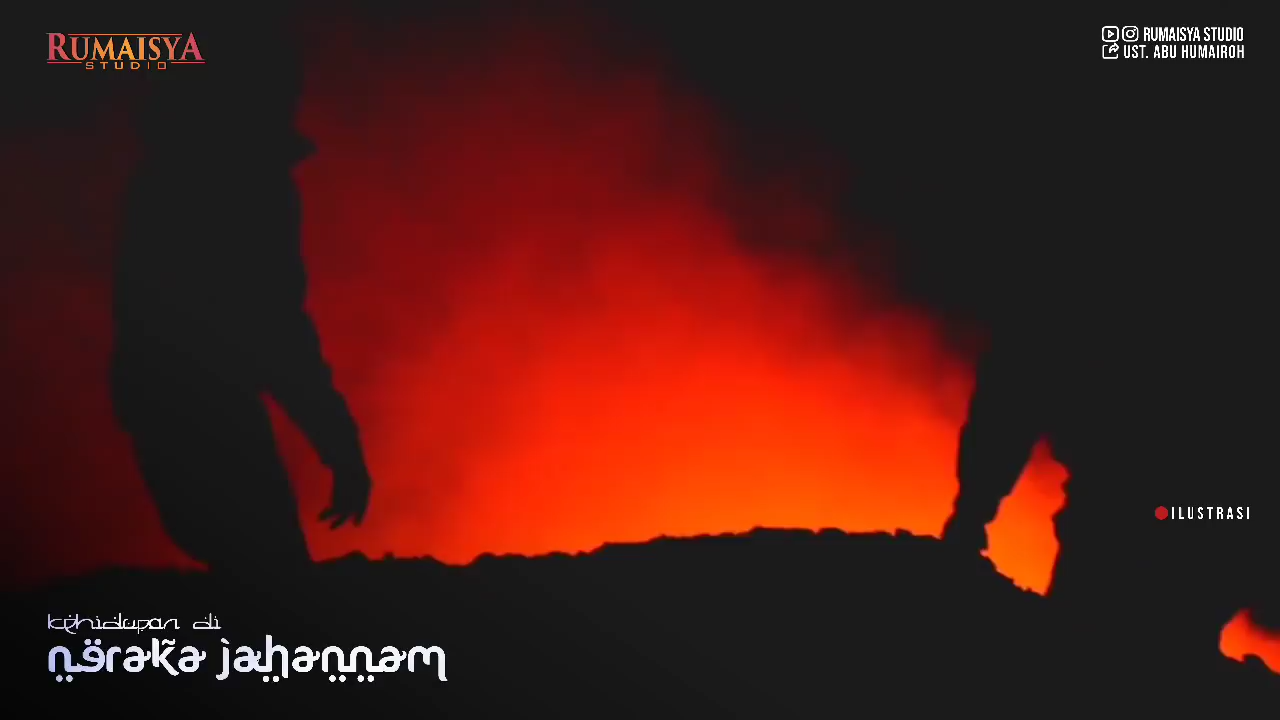 RUMAISYA
STUDIO
RUMAISYA STUDIO
UST. ABU HUMAIROH
ILUSTRASI
kehidupan di
neraka jahannam